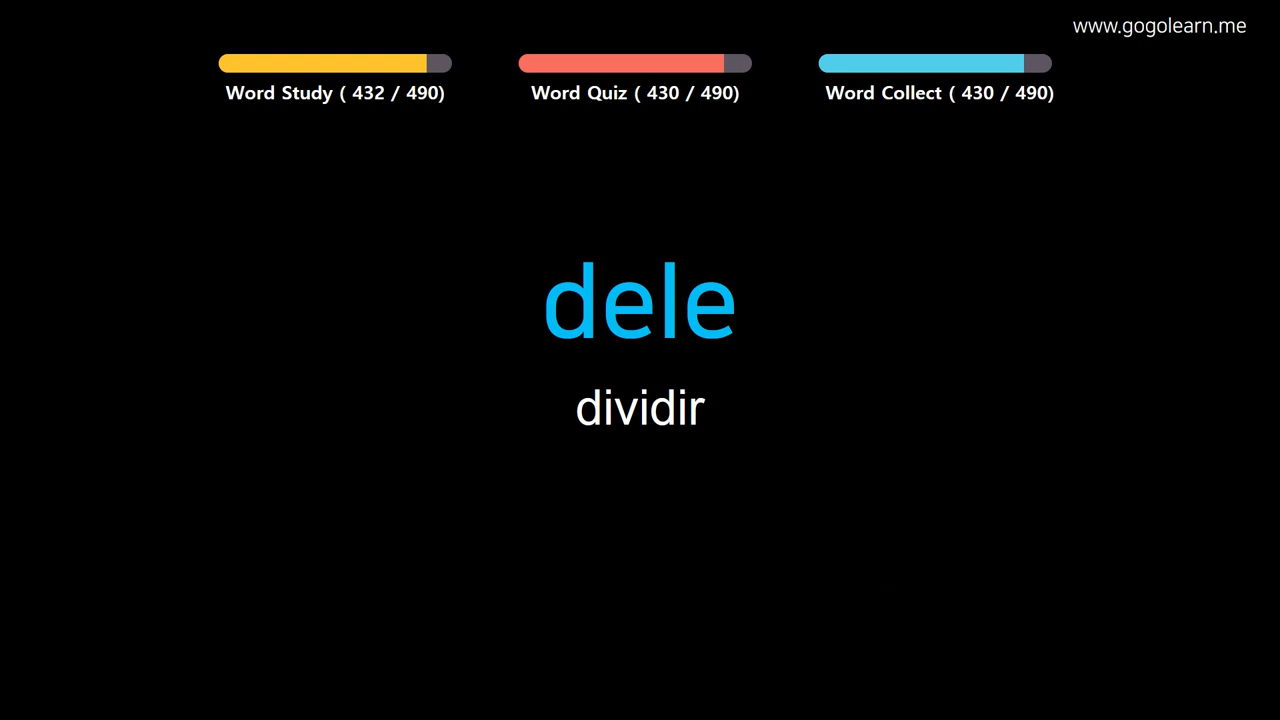 www.gogolearn.me
Word Study ( 432 / 490)
Word Quiz ( 430 / 490)
Word Collect ( 430 / 490)
dele
dividir